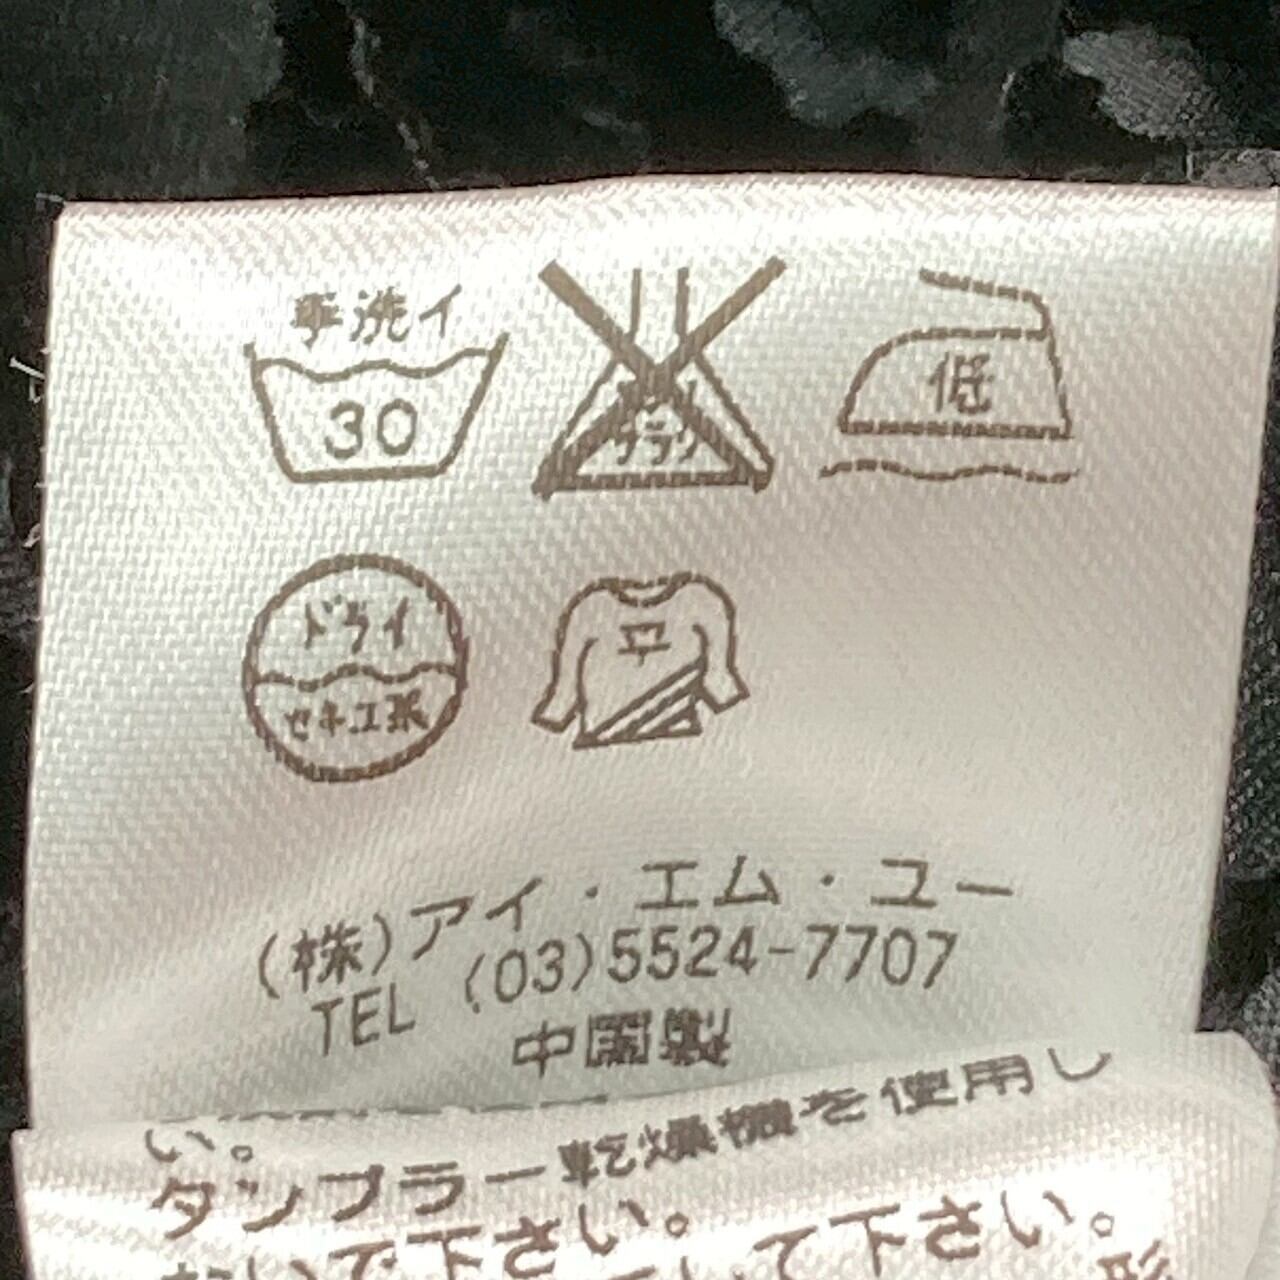 手洗イ
30
低
ドライ
セキユ系
平
(株)アイ・エム・ユー
TEL (03)5524-7707
中国製
い。
タンブラー乾燥機を使用し
ないで下さい。
して下さい。